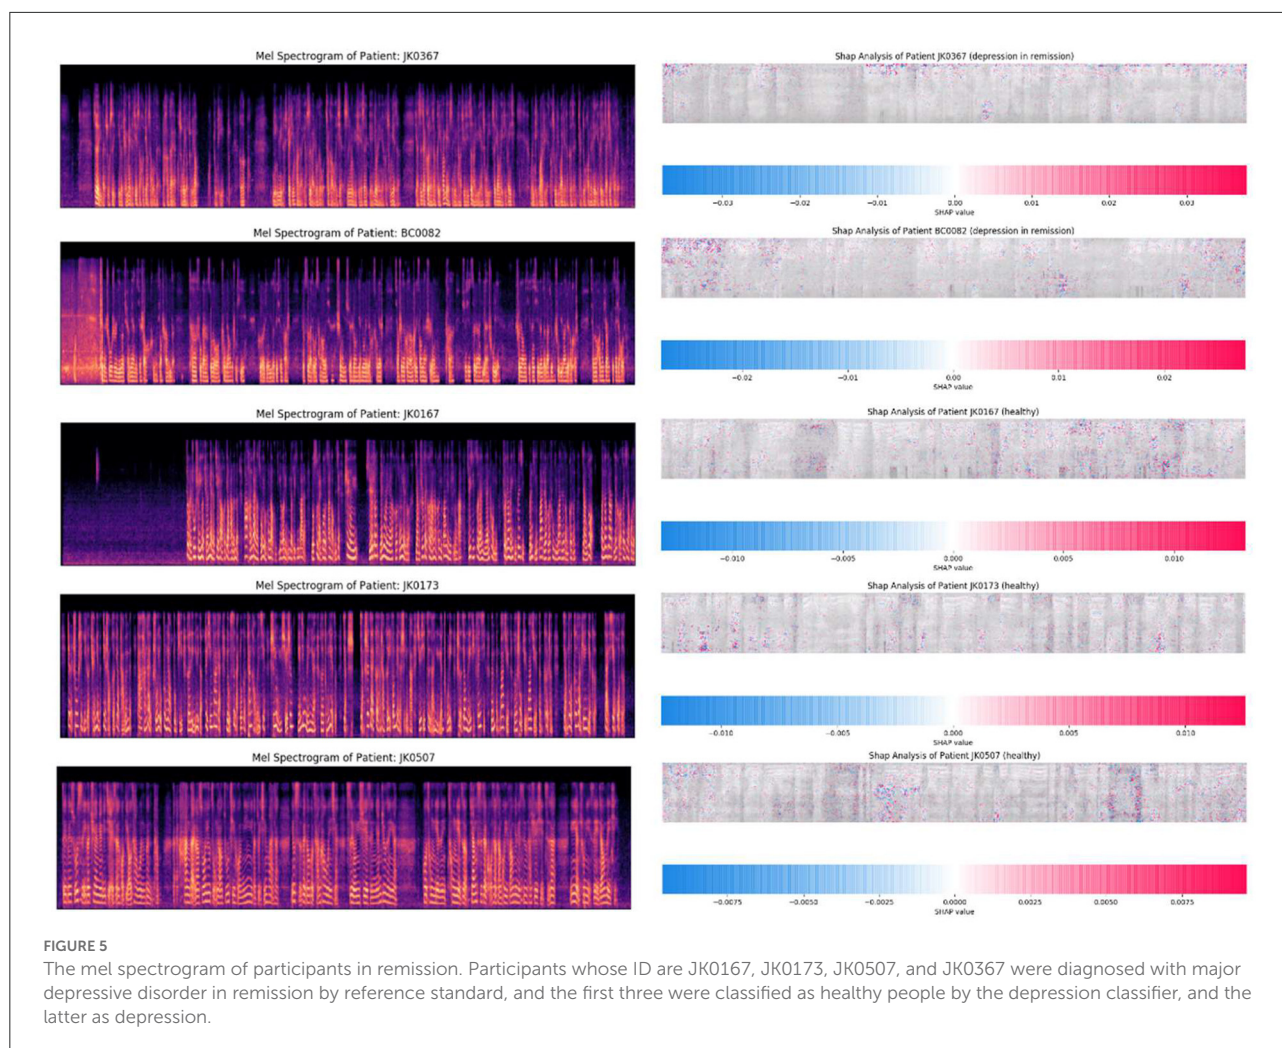 Mel Spectrogram of Patient: JK0367
Shap Analysis of Patient JK0367 (depression in remission)
−0.03 −0.02 −0.01 0.00 0.01 0.02 0.03
SHAP value
Mel Spectrogram of Patient: BC0082
Shap Analysis of Patient BC0082 (depression in remission)
−0.02 −0.01 0.00 0.01 0.02
SHAP value
Mel Spectrogram of Patient: JK0167
Shap Analysis of Patient JK0167 (healthy)
−0.010 −0.005 0.000 0.005 0.010
SHAP value
Mel Spectrogram of Patient: JK0173
Shap Analysis of Patient JK0173 (healthy)
−0.010 −0.005 0.000 0.005 0.010
SHAP value
Mel Spectrogram of Patient: JK0507
Shap Analysis of Patient JK0507 (healthy)
−0.0075 −0.0050 −0.0025 0.0000 0.0025 0.0050 0.0075
SHAP value
FIGURE 5
The mel spectrogram of participants in remission. Participants whose ID are JK0167, JK0173, JK0507, and JK0367 were diagnosed with major
depressive disorder in remission by reference standard, and the first three were classified as healthy people by the depression classifier, and the
latter as depression.